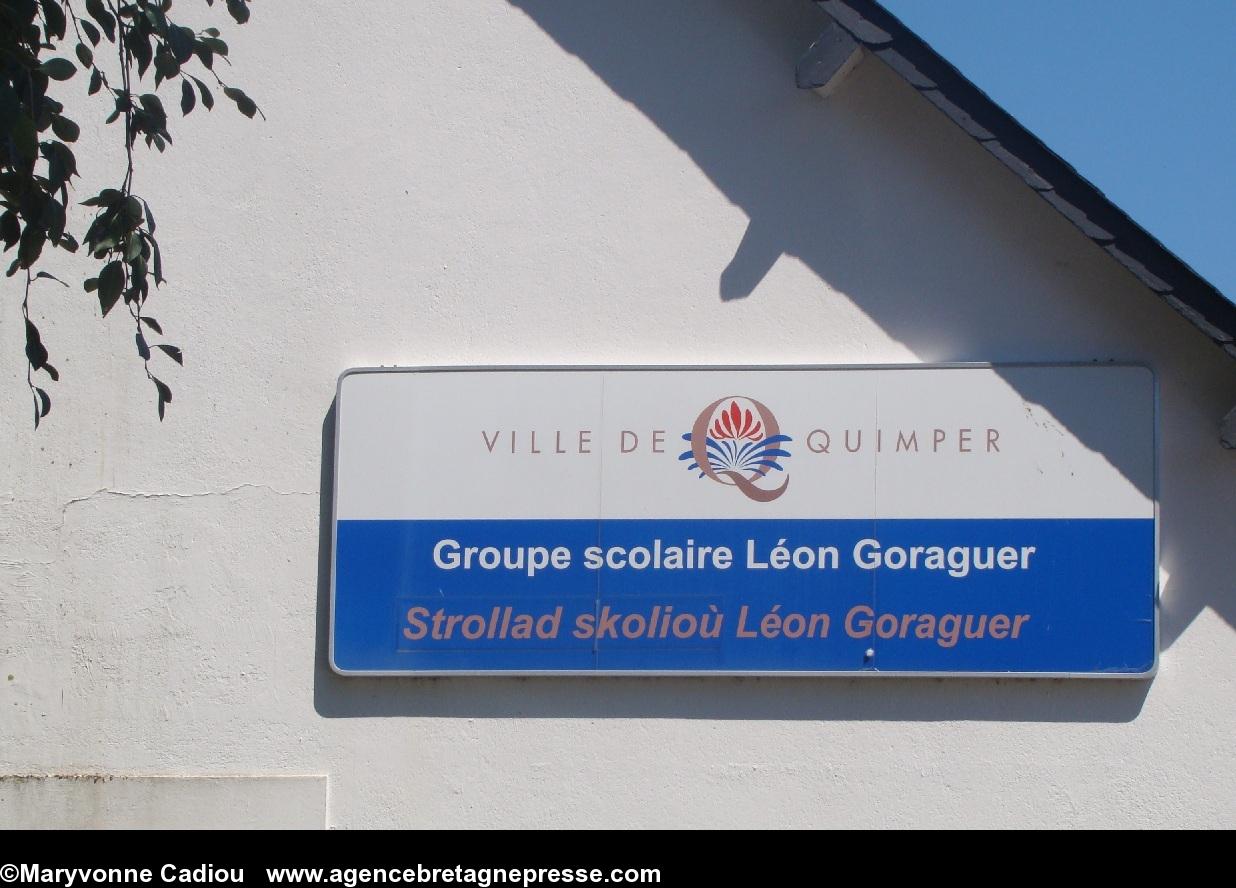 VILLE DE Q QUIMPER
Groupe scolaire Léon Goraguer
Strollad skolioù Léon Goraguer
©Maryvonne Cadiou www.agencebretagnepresse.com